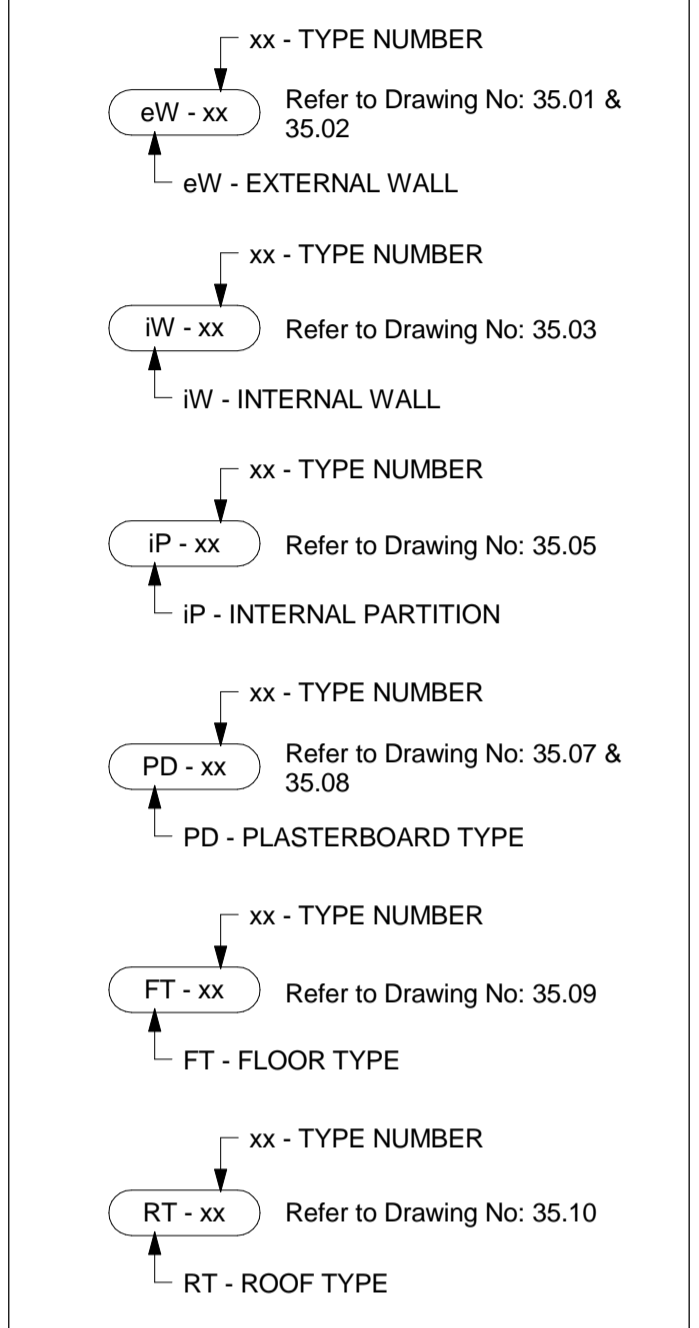 xx - TYPE NUMBER
eW - xx
Refer to Drawing No: 35.01 &
35.02
eW - EXTERNAL WALL
xx - TYPE NUMBER
iW - xx
Refer to Drawing No: 35.03
iW - INTERNAL WALL
xx - TYPE NUMBER
iP - xx
Refer to Drawing No: 35.05
iP - INTERNAL PARTITION
xx - TYPE NUMBER
PD - xx
Refer to Drawing No: 35.07 &
35.08
PD - PLASTERBOARD TYPE
xx - TYPE NUMBER
FT - xx
Refer to Drawing No: 35.09
FT - FLOOR TYPE
xx - TYPE NUMBER
RT - xx
Refer to Drawing No: 35.10
RT - ROOF TYPE